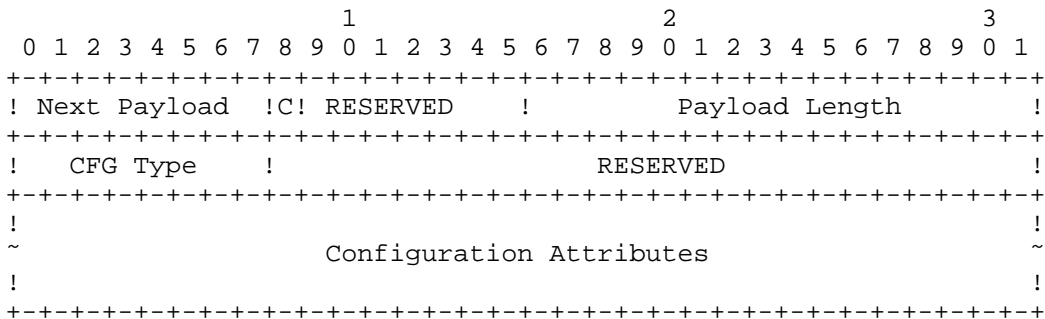 1                   2                   3
 0 1 2 3 4 5 6 7 8 9 0 1 2 3 4 5 6 7 8 9 0 1 2 3 4 5 6 7 8 9 0 1
+-+-+-+-+-+-+-+-+-+-+-+-+-+-+-+-+-+-+-+-+-+-+-+-+-+-+-+-+-+-+-+
! Next Payload  !C! RESERVED    !         Payload Length        !
+-+-+-+-+-+-+-+-+-+-+-+-+-+-+-+-+-+-+-+-+-+-+-+-+-+-+-+-+-+-+-+
!   CFG Type    !                    RESERVED                   !
+-+-+-+-+-+-+-+-+-+-+-+-+-+-+-+-+-+-+-+-+-+-+-+-+-+-+-+-+-+-+-+
!                                                               !
~                   Configuration Attributes                    ~
!                                                               !
+-+-+-+-+-+-+-+-+-+-+-+-+-+-+-+-+-+-+-+-+-+-+-+-+-+-+-+-+-+-+-+